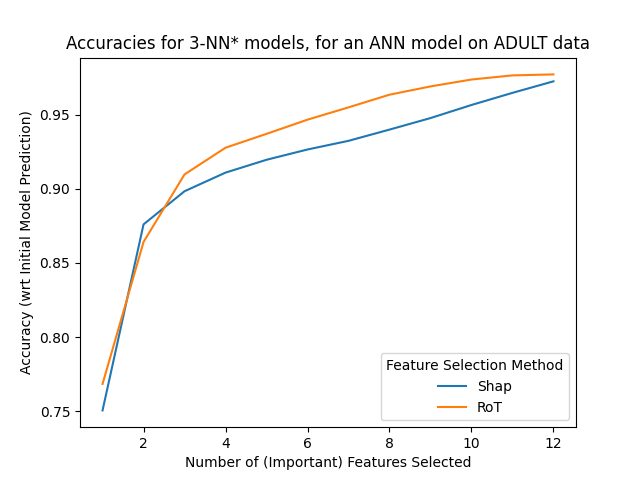 Accuracies for 3-NN* models, for an ANN model on ADULT data
Accuracy (wrt Initial Model Prediction)
0.95
0.90
0.85
0.80
0.75
Feature Selection Method
Shap
RoT
2 4 6 8 10 12
Number of (Important) Features Selected